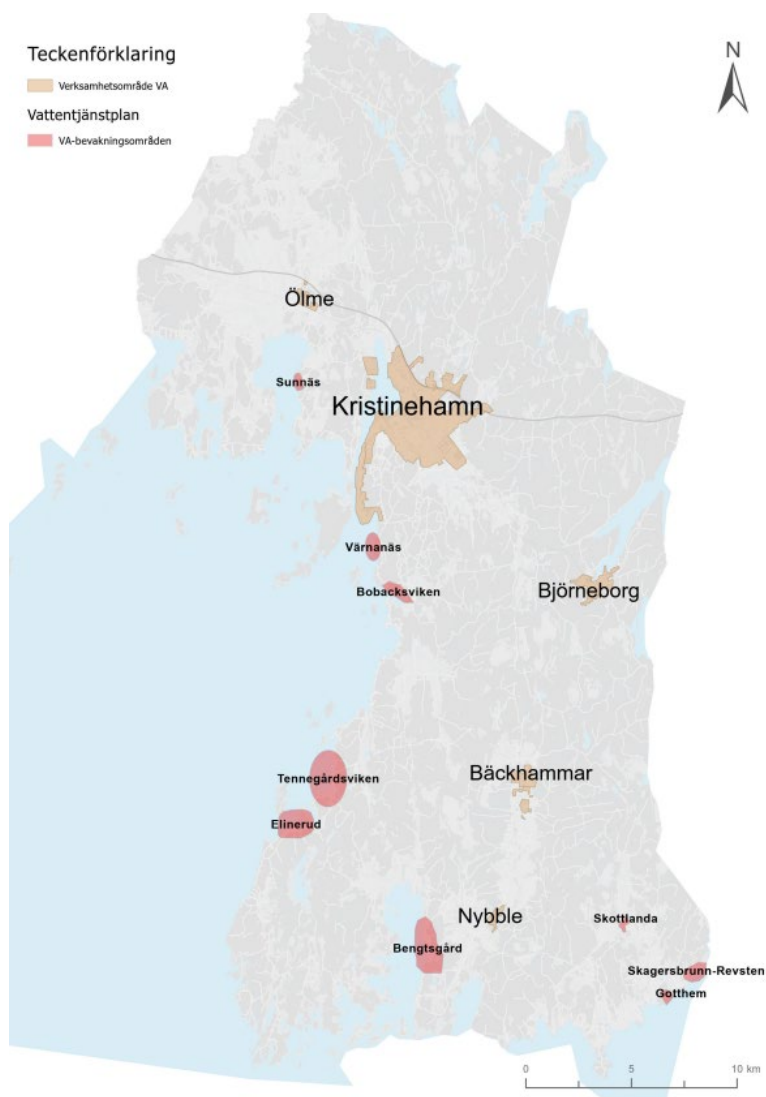 Teckenförklaring
Verksamhetsområde VA
Vattentjänstplan
VA-bevakningsområden
N
Ölme
Sunnäs
Kristinehamn
Värnanäs
Bobacksviken
Björneborg
Tennegårdsviken
Bäckhammar
Elinerud
Nybble
Skottlanda
Bengtsgård
Skagersbrunn-Revsten
Gotthem
0 5 10 km